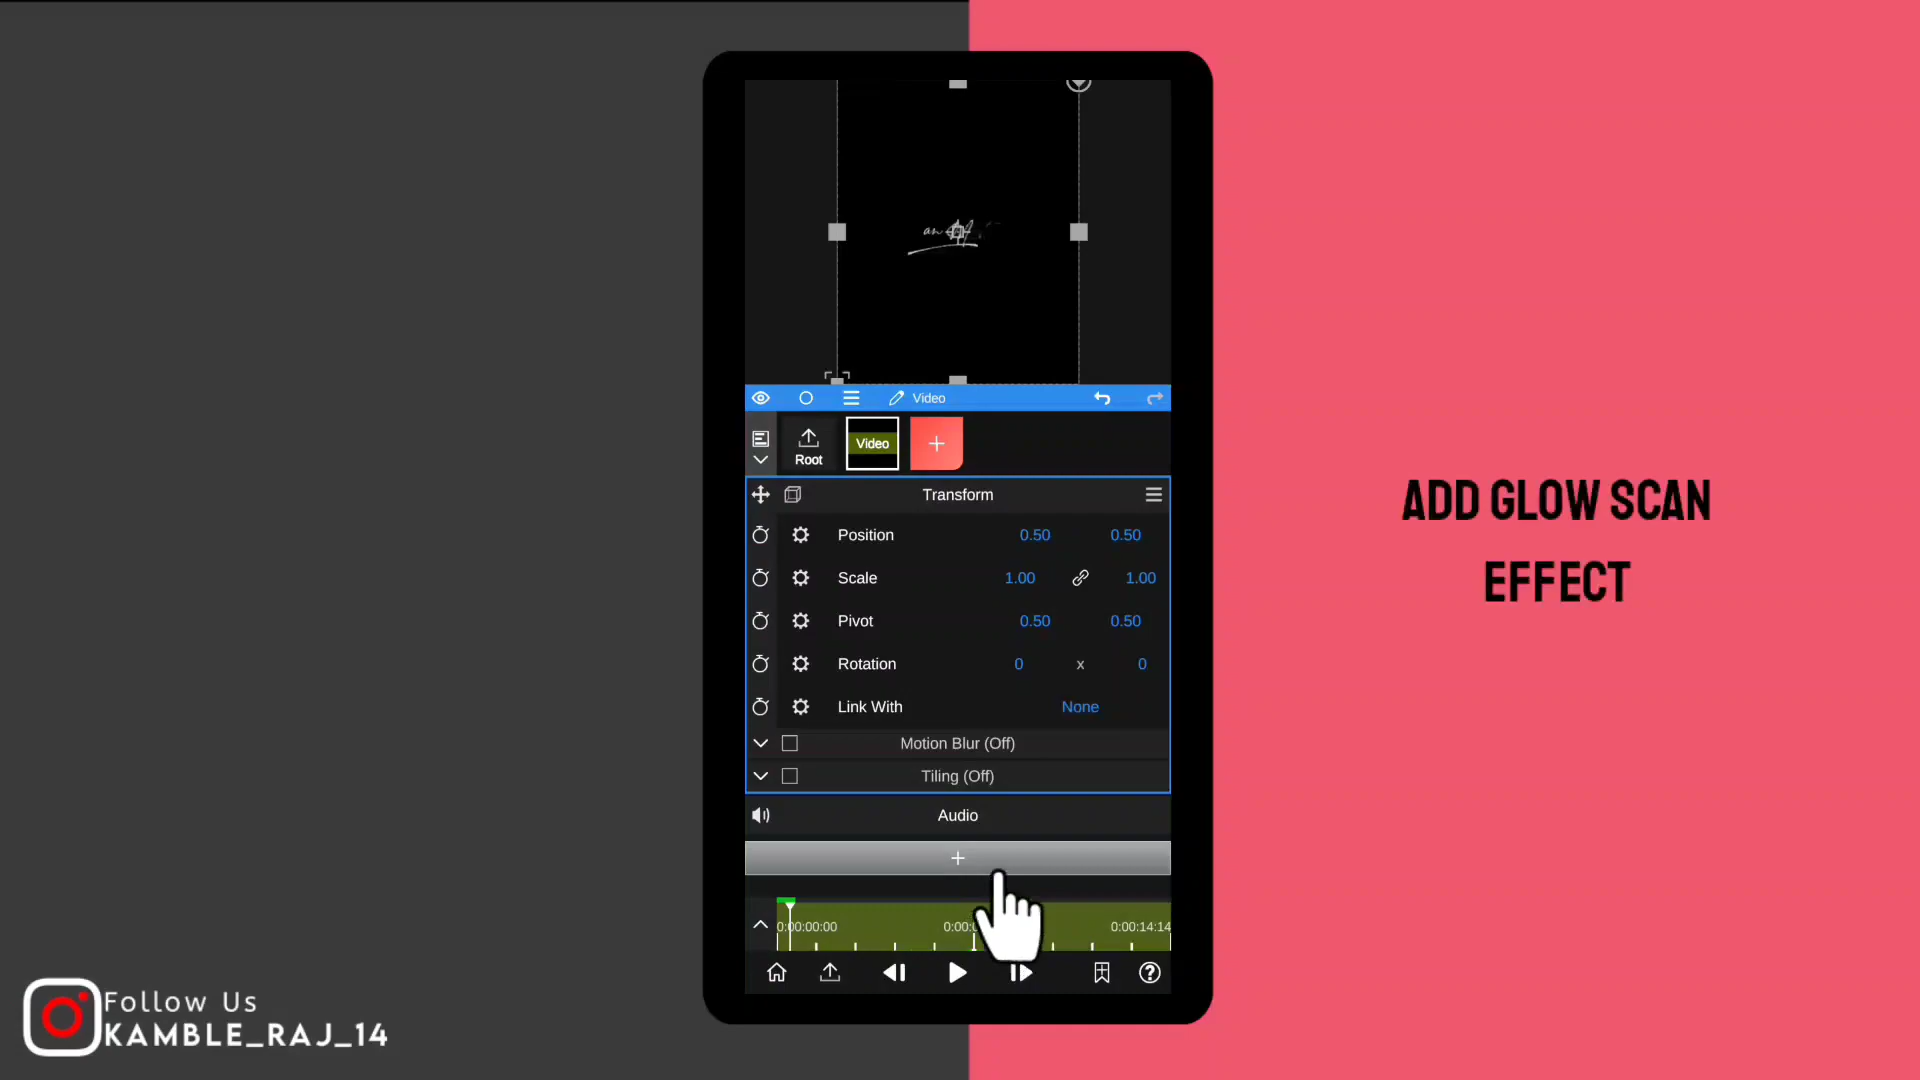 an
Video
Root
Video
Transform
Position 0.50 0.50
Scale 1.00 1.00
Pivot 0.50 0.50
Rotation 0 x 0
Link With None
Motion Blur (Off)
Tiling (Off)
Audio
0:00:00:00 0:00:14:14
ADD GLOW SCAN
EFFECT
Follow Us
KAMBLE_RAJ_14